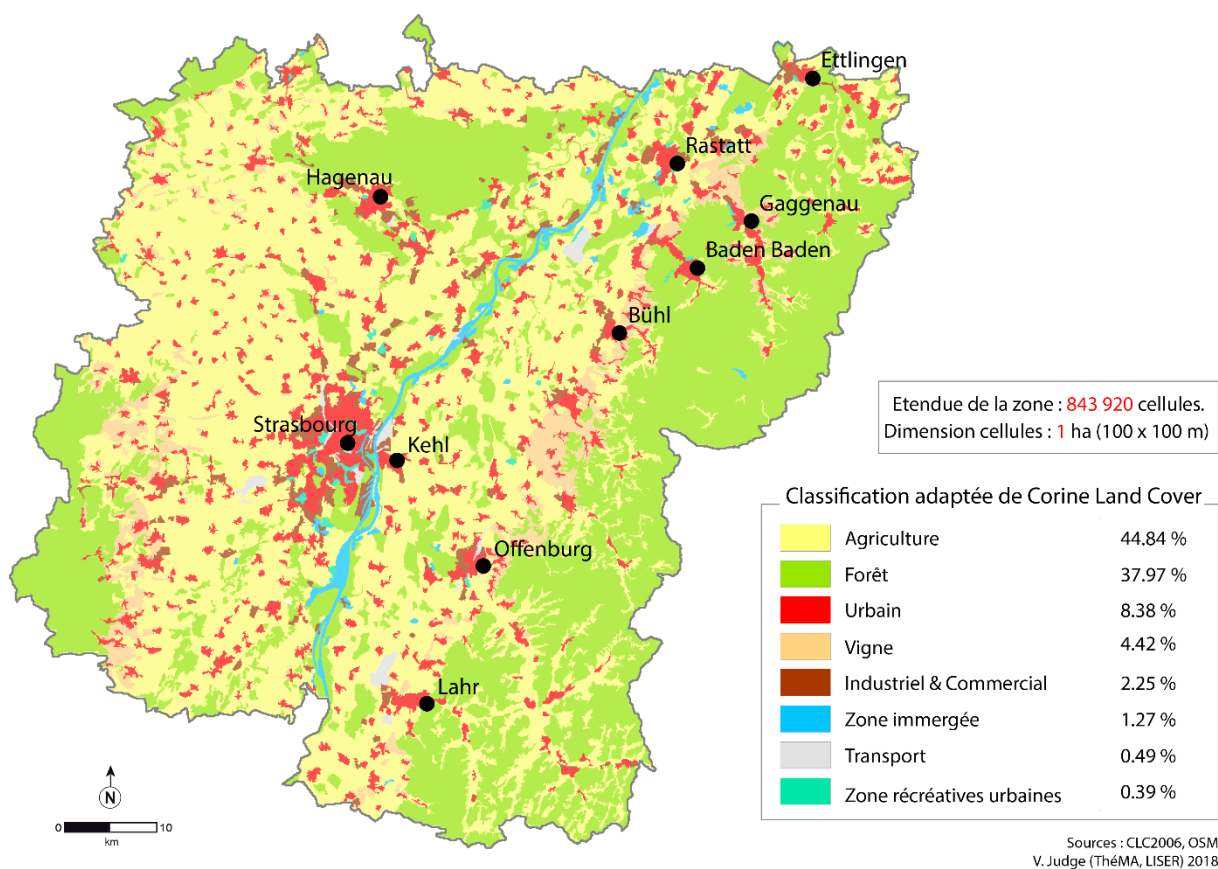 Ettlingen
Rastatt
Hagenau
Gaggenau
Baden Baden
Bühl
Strasbourg
Kehl
Offenburg
Lahr
Etendue de la zone : 843 920 cellules.
Dimension cellules : 1 ha (100 x 100 m)
Classification adaptée de Corine Land Cover
Agriculture 44.84 %
Forêt 37.97 %
Urbain 8.38 %
Vigne 4.42 %
Industriel & Commercial 2.25 %
Zone immergée 1.27 %
Transport 0.49 %
Zone récréatives urbaines 0.39 %
N
0 10
km
Sources : CLC2006, OSM
V. Judge (ThéMA, LISER) 2018